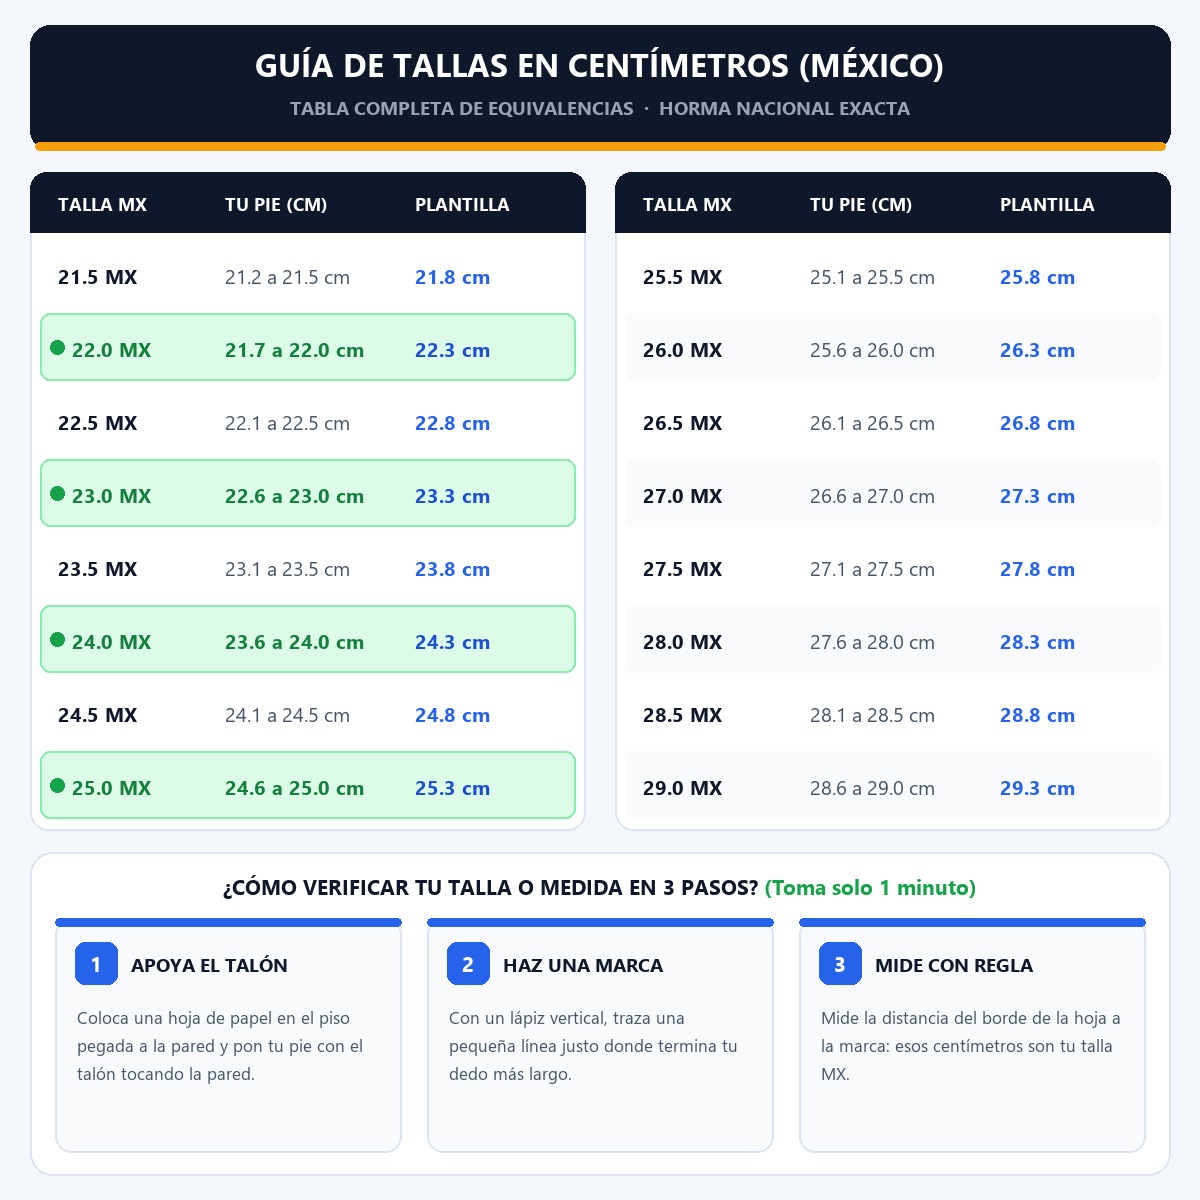 GUÍA DE TALLAS EN CENTÍMETROS (MÉXICO)
TABLA COMPLETA DE EQUIVALENCIAS · HORMA NACIONAL EXACTA
TALLA MX TU PIE (CM) PLANTILLA
21.5 MX 21.2 a 21.5 cm 21.8 cm
22.0 MX 21.7 a 22.0 cm 22.3 cm
22.5 MX 22.1 a 22.5 cm 22.8 cm
23.0 MX 22.6 a 23.0 cm 23.3 cm
23.5 MX 23.1 a 23.5 cm 23.8 cm
24.0 MX 23.6 a 24.0 cm 24.3 cm
24.5 MX 24.1 a 24.5 cm 24.8 cm
25.0 MX 24.6 a 25.0 cm 25.3 cm
TALLA MX TU PIE (CM) PLANTILLA
25.5 MX 25.1 a 25.5 cm 25.8 cm
26.0 MX 25.6 a 26.0 cm 26.3 cm
26.5 MX 26.1 a 26.5 cm 26.8 cm
27.0 MX 26.6 a 27.0 cm 27.3 cm
27.5 MX 27.1 a 27.5 cm 27.8 cm
28.0 MX 27.6 a 28.0 cm 28.3 cm
28.5 MX 28.1 a 28.5 cm 28.8 cm
29.0 MX 28.6 a 29.0 cm 29.3 cm
¿CÓMO VERIFICAR TU TALLA O MEDIDA EN 3 PASOS? (Toma solo 1 minuto)
1 APOYA EL TALÓN
Coloca una hoja de papel en el piso
pegada a la pared y pon tu pie con el
talón tocando la pared.
2 HAZ UNA MARCA
Con un lápiz vertical, traza una
pequeña línea justo donde termina tu
dedo más largo.
3 MIDE CON REGLA
Mide la distancia del borde de la hoja a
la marca: esos centímetros son tu talla
MX.